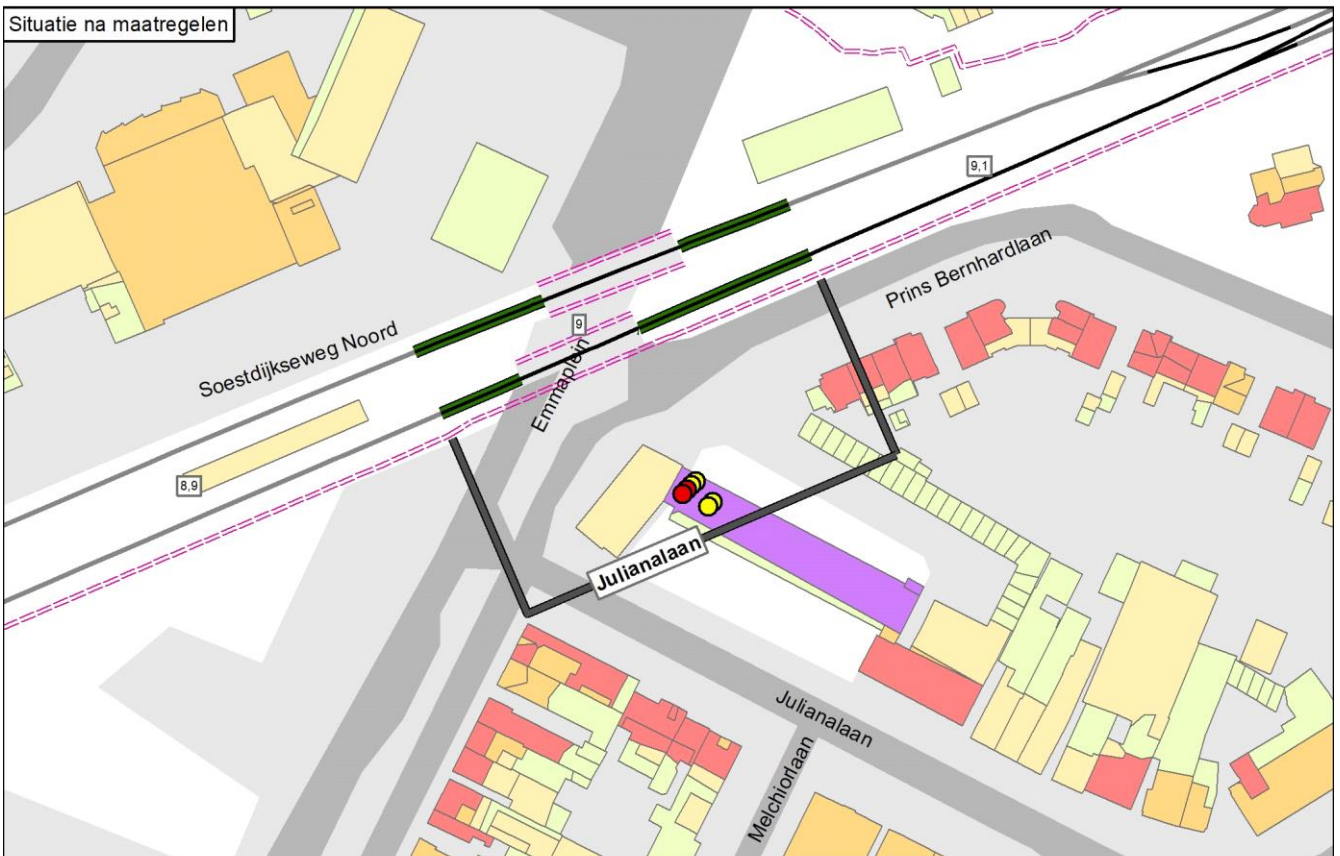 Situatie na maatregelen
9,1
Prins Bernhardlaan
9
Soestdijkseweg Noord
Emmaplein
8,9
Julianalaan
Julianalaan
Melchiorlaan